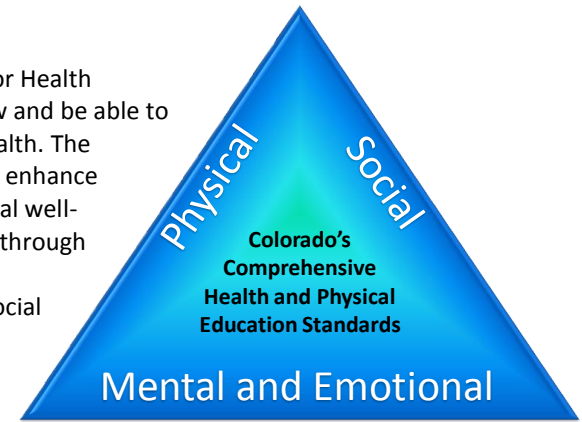 or Health
w and be able to
alth. The
enhance
al well-
through
ocial
Physical
Social
Colorado's
Comprehensive
Health and Physical
Education Standards
Mental and Emotional